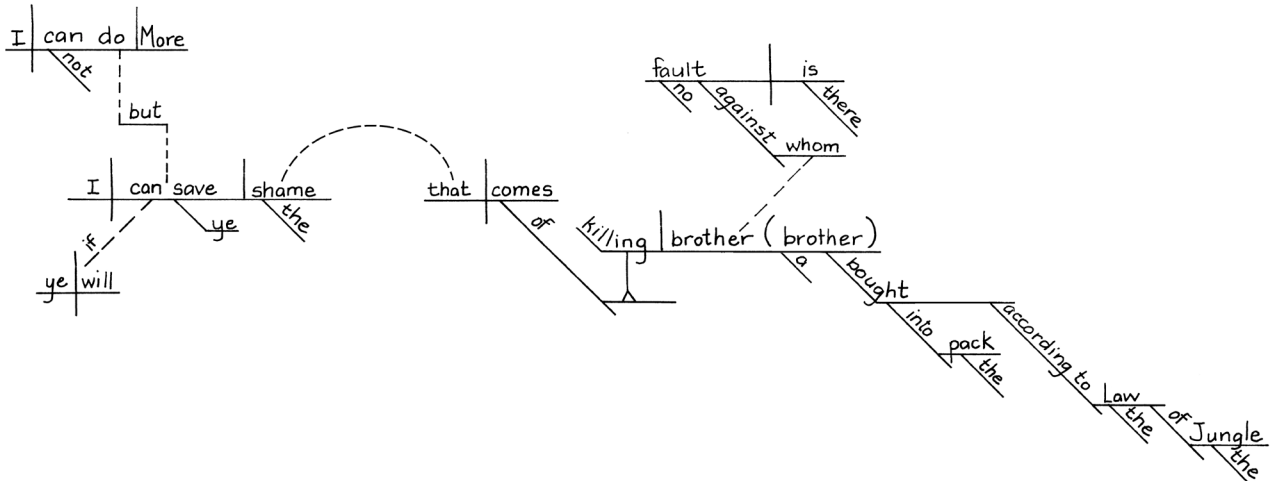 I can do More
not
but
I can save shame
ye
the
if
ye will
that comes
of
killing brother (brother)
fault is
no
against
there
whom
a
bought
into
pack
the
according to
Law
the
of
Jungle
the